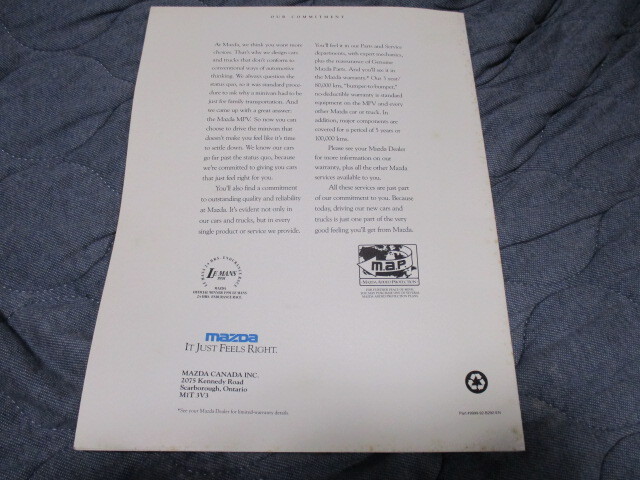 OUR COMMITMENT
At Mazda, we think you want more
choices. That's why we design cars
and trucks that don't conform to
conventional ways of automotive
thinking. We always question the
status quo, as it was standard proce-
dure to ask why a minivan had to be
just for family transportation. And
we came up with a great answer:
the Mazda MPV. So now you can
choose to drive the minivan that
doesn't make you feel like it's time
to settle down. We know our cars
go far past the status quo, because
we're committed to giving you cars
that just feel right for you.
You'll also find a commitment
to outstanding quality and reliability
at Mazda. It's evident not only in
our cars and trucks, but in every
single product or service we provide.
You'll feel it in our Parts and Service
departments, with expert mechanics,
plus the reassurance of Genuine
Mazda Parts. And you'll see it in
the Mazda warranty.* Our 3 year/
80,000 km, "bumper-to-bumper,"
no-deductible warranty is standard
equipment on the MPV and every
other Mazda car or truck. In
addition, major components are
covered for a period of 5 years or
100,000 kms.
Please see your Mazda Dealer
for more information on our
warranty, plus all the other Mazda
services available to you.
All these services are just part
of our commitment to you. Because
today, driving our new cars and
trucks is just one part of the very
good feeling you'll get from Mazda.
LE MANS
MAZDA
m.a.p
MAZDA ADDED PROTECTION
mazda
IT JUST FEELS RIGHT.
MAZDA CANADA INC.
2075 Kennedy Road
Scarborough, Ontario
M1T 3V3
*See your Mazda Dealer for limited warranty details.